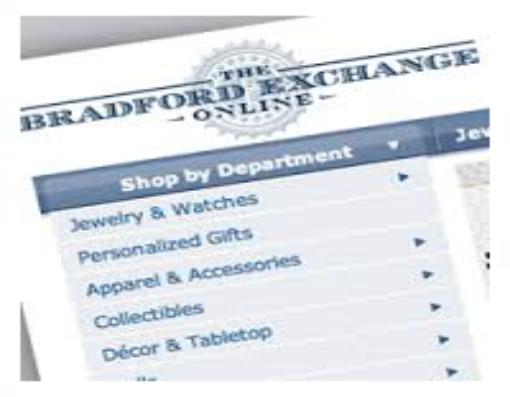 THE
BRADFORD EXCHANGE
- ONLINE -
Shop by Department ▼
Jewelry & Watches
Personalized Gifts
Apparel & Accessories
Collectibles
Décor & Tabletop